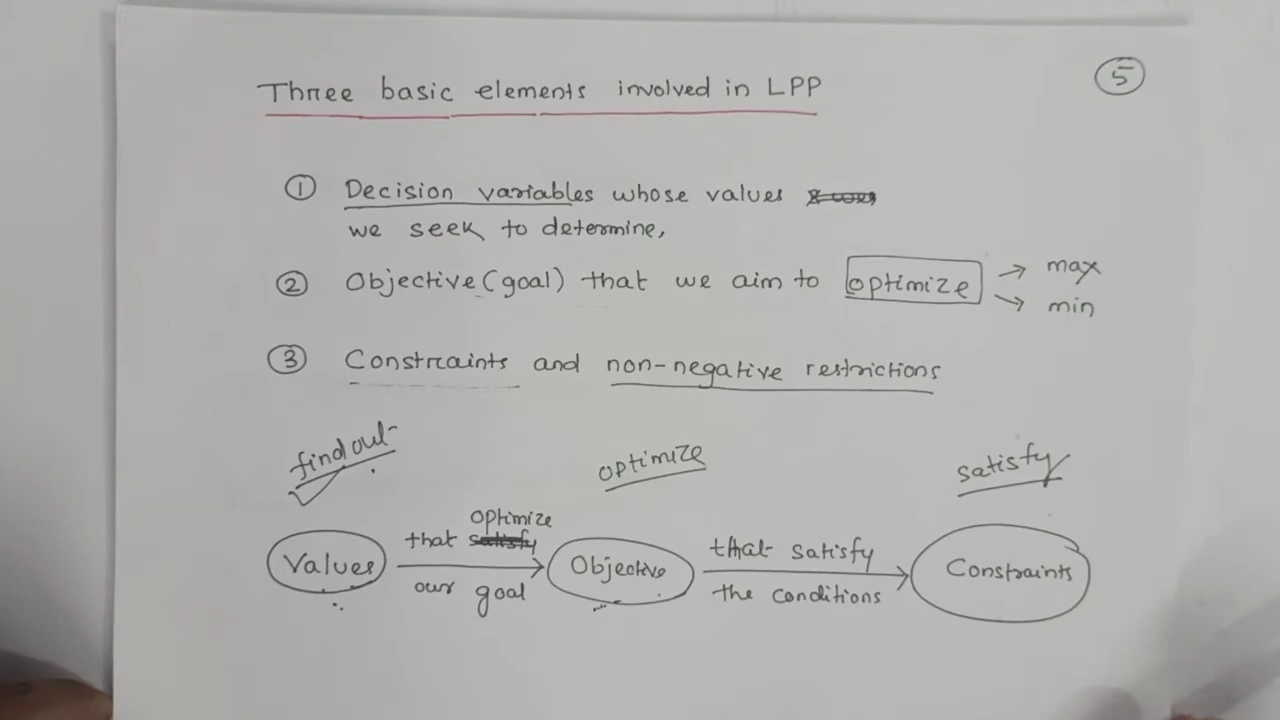 Three basic elements involved in LPP
5
① Decision variables whose values
we seek to determine,
② Objective (goal) that we aim to optimize → max
→ min
③ Constraints and non-negative restrictions
find out
optimize
satisfy
Values
that optimize
our goal
Objective
that satisfy
the conditions
Constraints